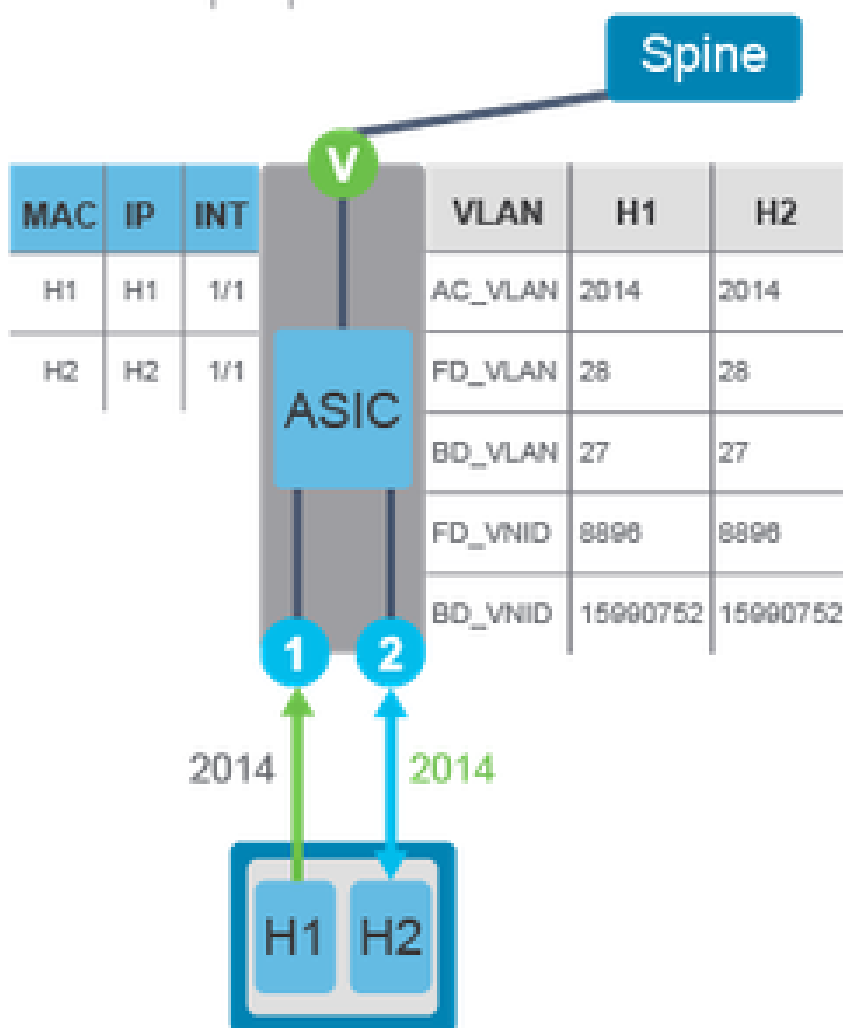 Spine
V
MAC IP INT
H1 H1 1/1
H2 H2 1/1
ASIC
VLAN H1 H2
AC_VLAN 2014 2014
FD_VLAN 28 28
BD_VLAN 27 27
FD_VNID 8896 8896
BD_VNID 15990752 15990752
1 2
2014 2014
H1 H2